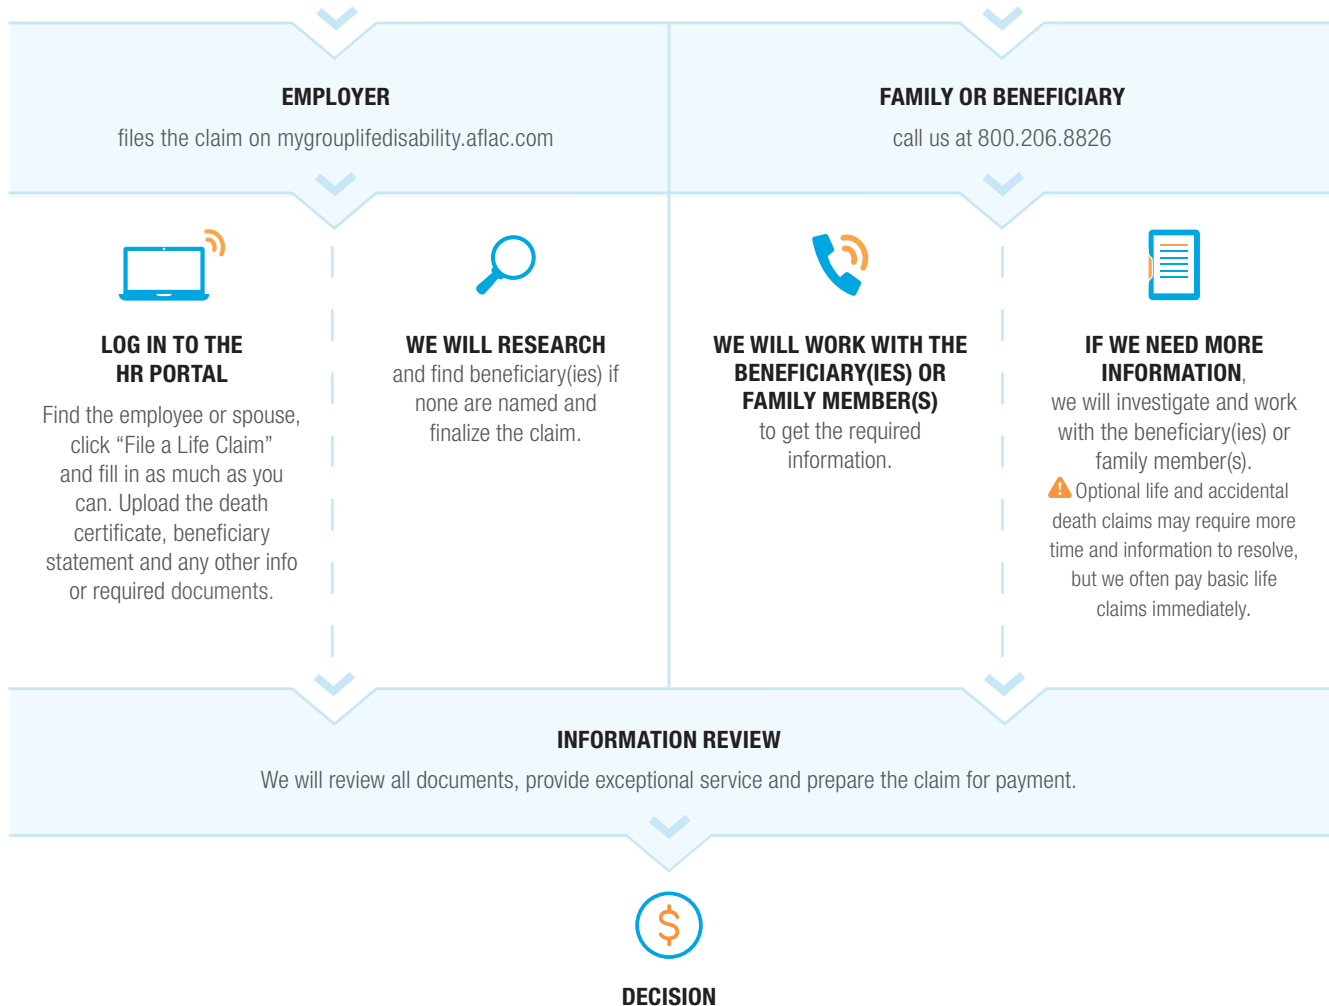 EMPLOYER
files the claim on mygrouplifedisability.aflac.com
FAMILY OR BENEFICIARY
call us at 800.206.8826
LOG IN TO THE
HR PORTAL
Find the employee or spouse,
click “File a Life Claim”
and fill in as much as you
can. Upload the death
certificate, beneficiary
statement and any other info
or required documents.
WE WILL RESEARCH
and find beneficiary(ies) if
none are named and
finalize the claim.
WE WILL WORK WITH THE
BENEFICIARY(IES) OR
FAMILY MEMBER(S)
to get the required
information.
IF WE NEED MORE
INFORMATION,
we will investigate and work
with the beneficiary(ies) or
family member(s).
Optional life and accidental
death claims may require more
time and information to resolve,
but we often pay basic life
claims immediately.
INFORMATION REVIEW
We will review all documents, provide exceptional service and prepare the claim for payment.
$
DECISION